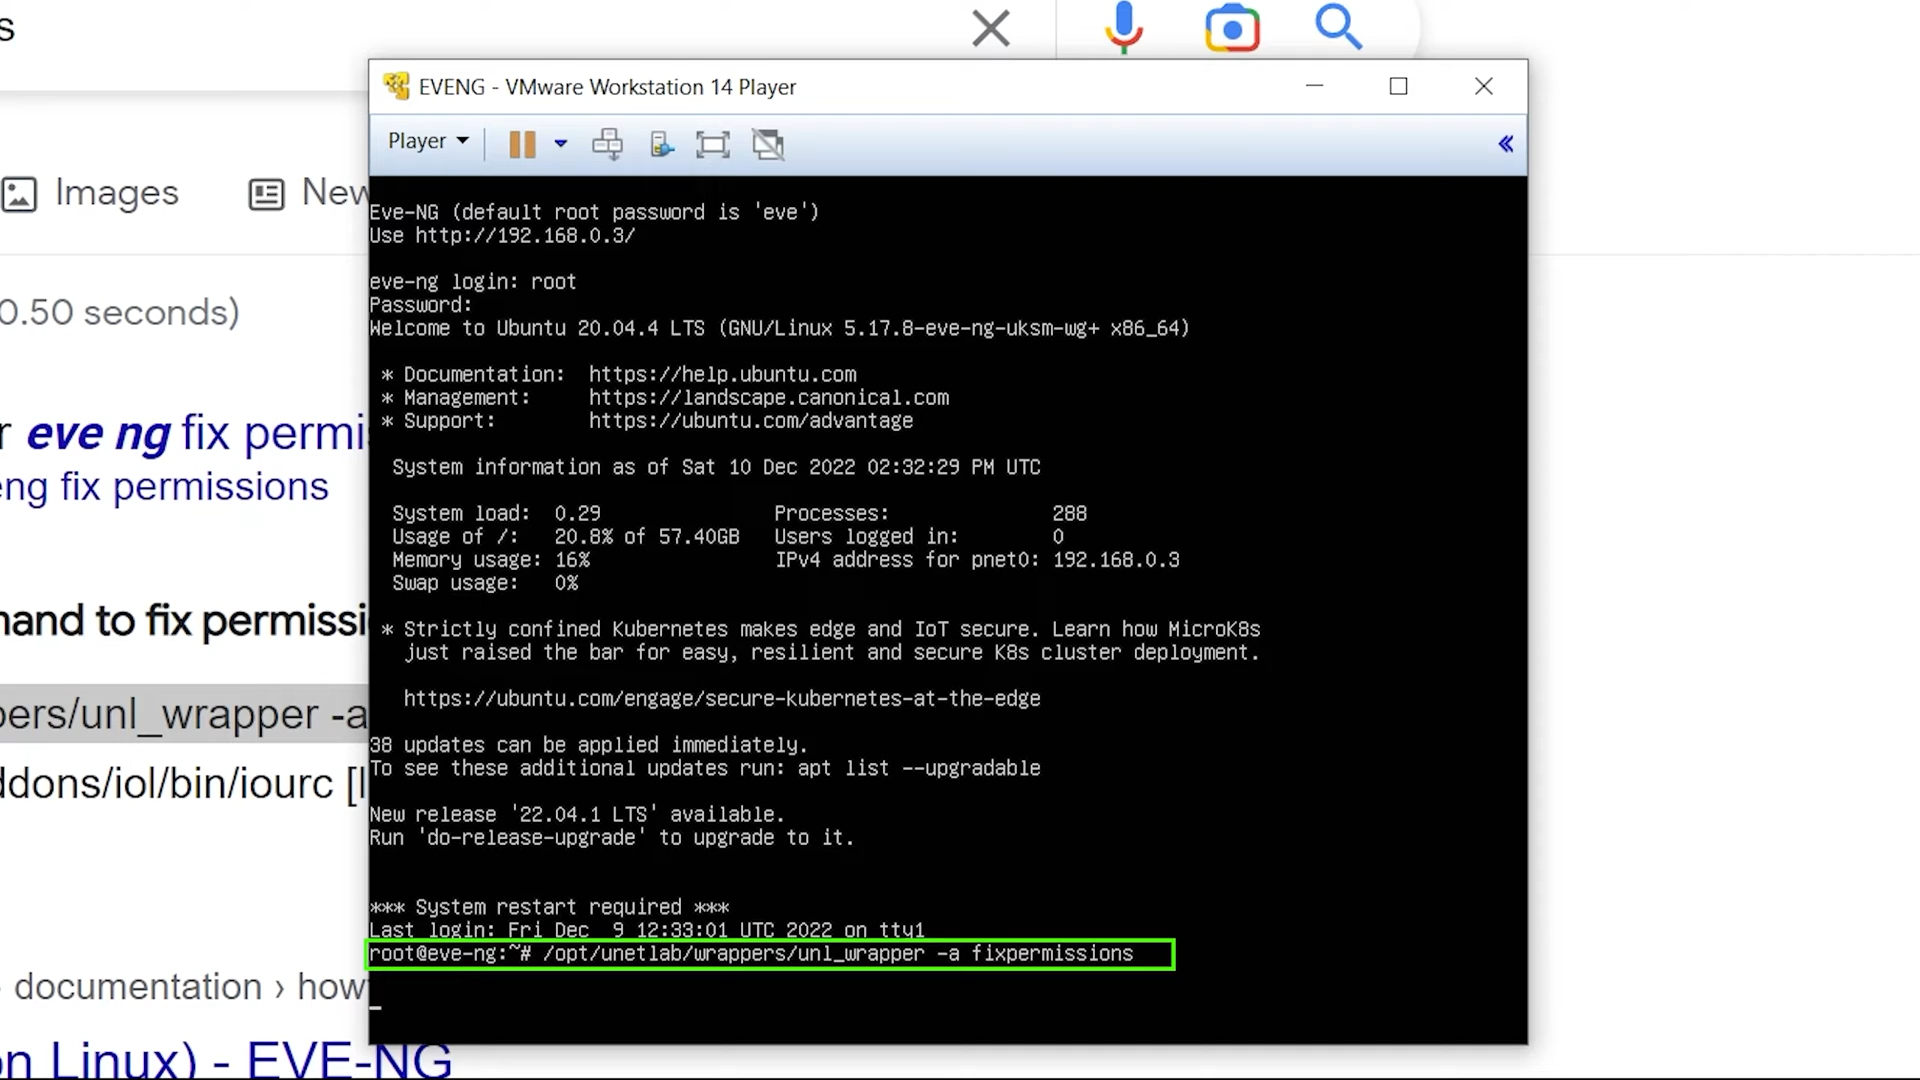 s
EVENG - VMware Workstation 14 Player
Player
Images
New
0.50 seconds)
r eve ng fix permis
eng fix permissions
mand to fix permissi
pers/unl_wrapper -a
ddons/iol/bin/iourc [l
documentation › how
on Linux) - EVE-NG
Eve-NG (default root password is 'eve')
Use http://192.168.0.3/
eve-ng login: root
Password:
Welcome to Ubuntu 20.04.4 LTS (GNU/Linux 5.17.8-eve-ng-uksm-wg+ x86_64)
* Documentation: https://help.ubuntu.com
* Management: https://landscape.canonical.com
* Support: https://ubuntu.com/advantage
System information as of Sat 10 Dec 2022 02:32:29 PM UTC
System load: 0.29 Processes: 288
Usage of /: 20.8% of 57.40GB Users logged in: 0
Memory usage: 16% IPv4 address for pnet0: 192.168.0.3
Swap usage: 0%
* Strictly confined Kubernetes makes edge and IoT secure. Learn how MicroK8s
just raised the bar for easy, resilient and secure K8s cluster deployment.
https://ubuntu.com/engage/secure-kubernetes-at-the-edge
38 updates can be applied immediately.
To see these additional updates run: apt list --upgradable
New release '22.04.1 LTS' available.
Run 'do-release-upgrade' to upgrade to it.
*** System restart required ***
Last login: Fri Dec 9 12:33:01 UTC 2022 on tty1
root@eve-ng:~# /opt/unetlab/wrappers/unl_wrapper -a fixpermissions